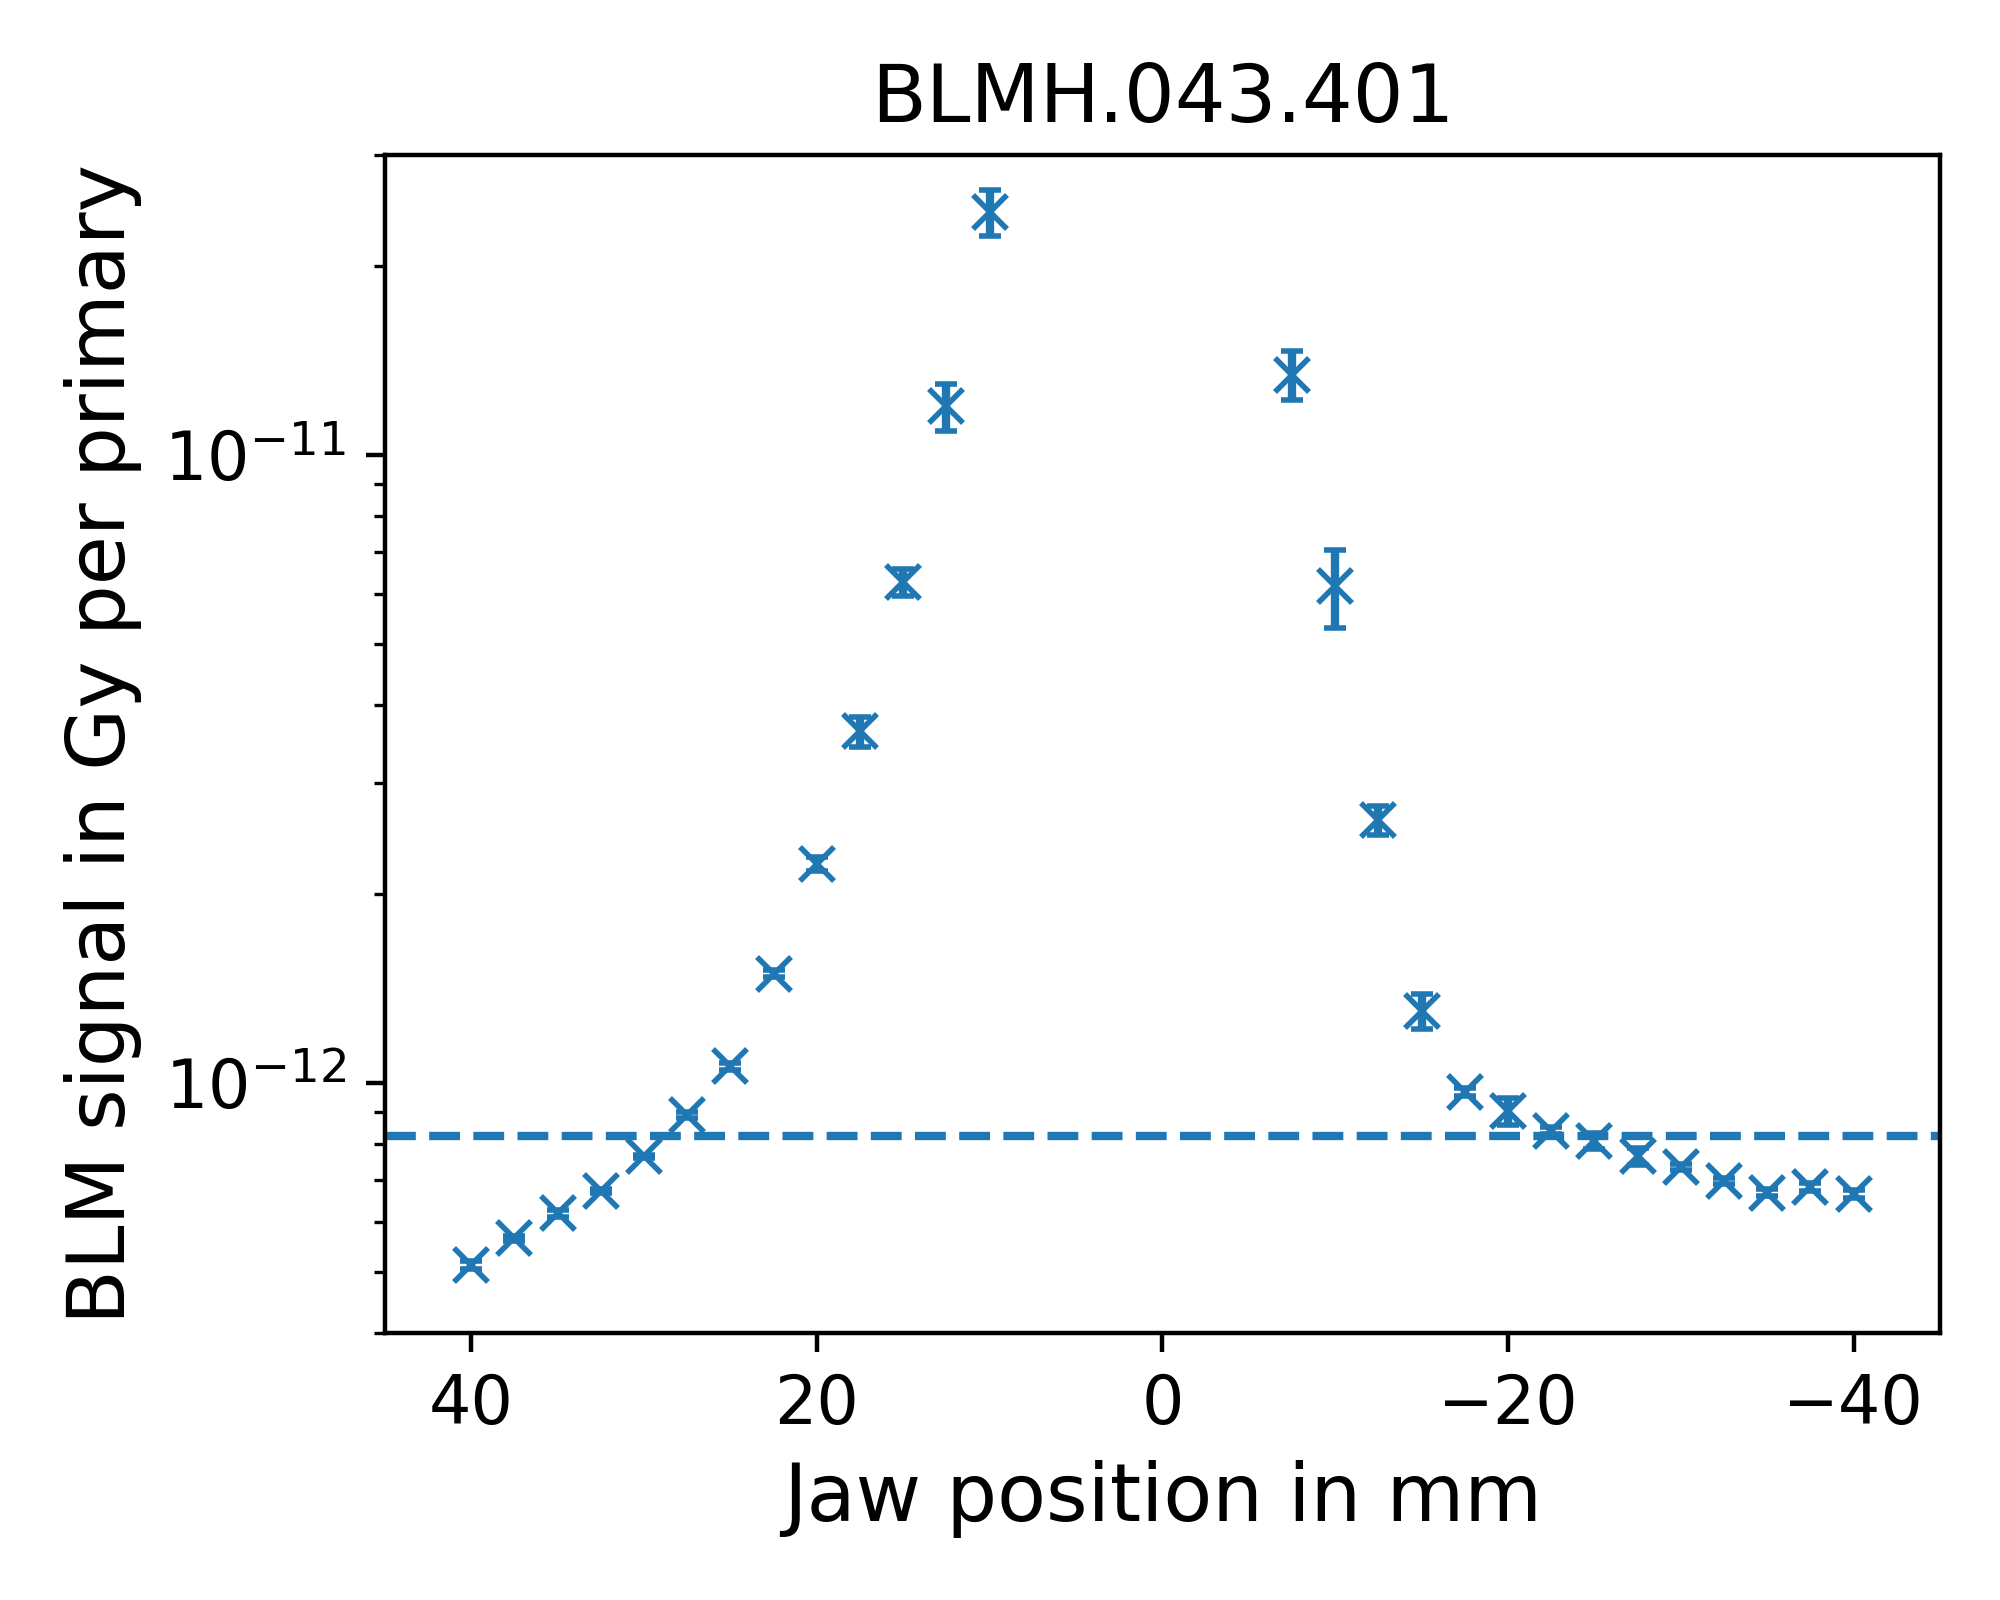 BLMH.043.401
BLM signal in Gy per primary
10⁻¹¹
10⁻¹²
40 20 0 −20 −40
Jaw position in mm